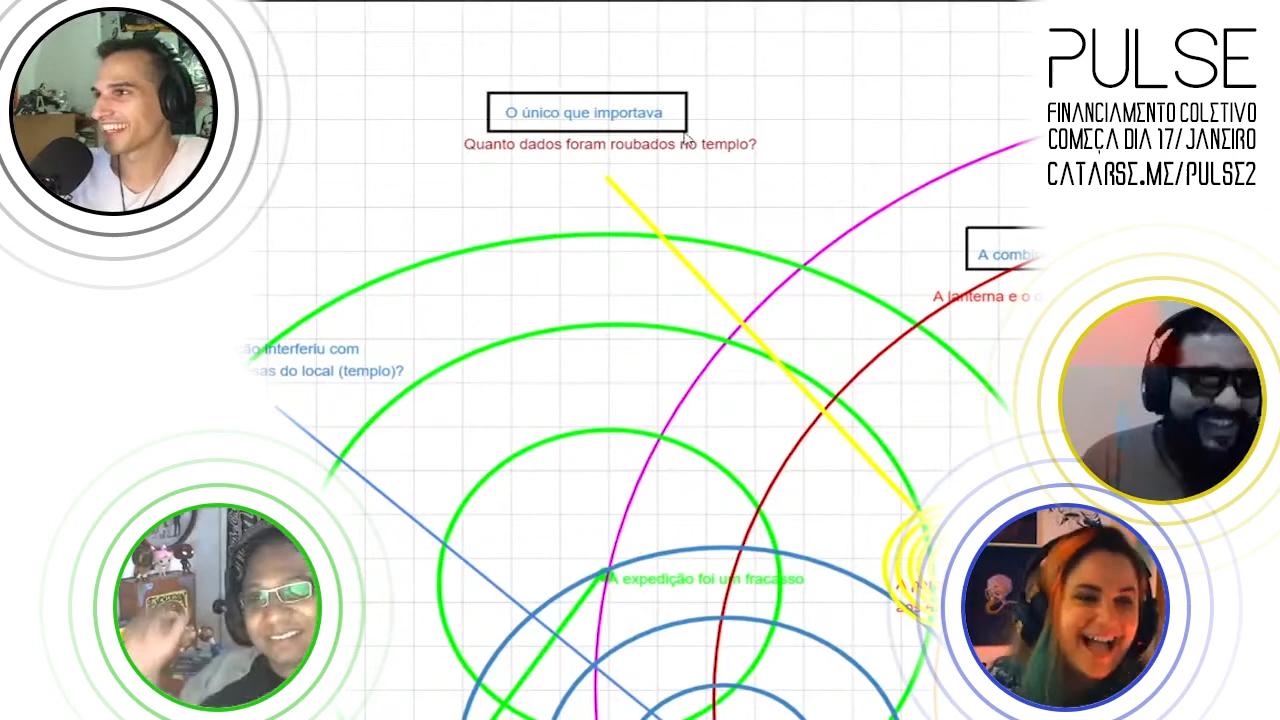 PULSE
FINANCIAMENTO COLETIVO
COMEÇA DIA 17/JANEIRO
CATARSE.ME/PULSE2
O único que importava
Quanto dados foram roubados no templo?
A lanterna e o
interferiu com
do local (templo)?
A expedição foi um fracasso